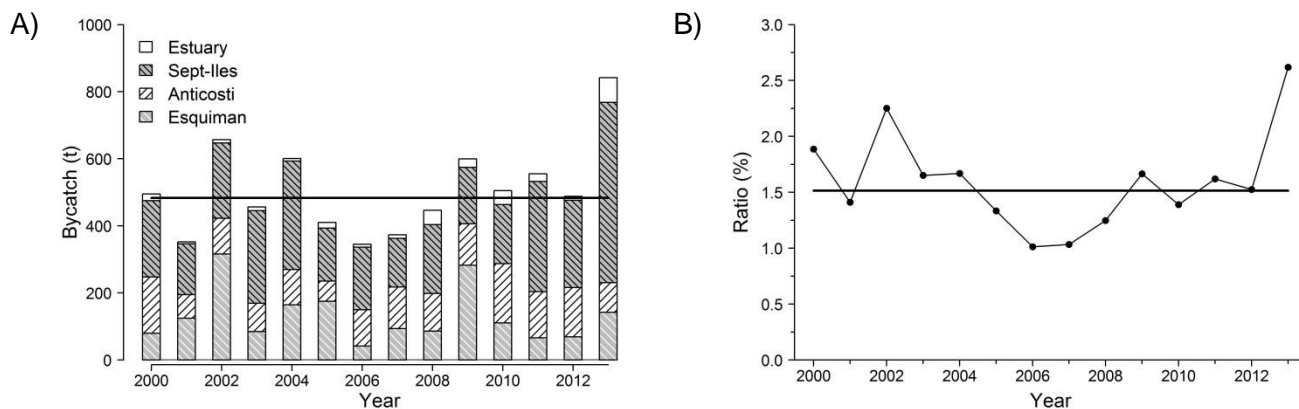 A)
1000
800
600
400
200
0
Bycatch (t)
Estuary
Sept-Iles
Anticosti
Esquiman
2000 2002 2004 2006 2008 2010 2012
Year
B)
3.0
2.5
2.0
1.5
1.0
0.5
0.0
Ratio (%)
2000 2002 2004 2006 2008 2010 2012
Year